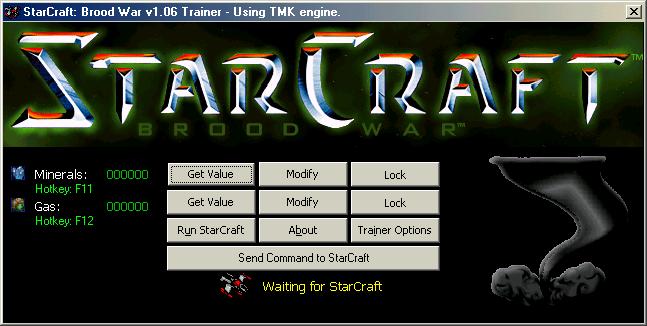 StarCraft: Brood War v1.06 Trainer - Using TMK engine.
STARCRAFT™
BROOD WAR™
Minerals: 000000 Get Value Modify Lock
Hotkey: F11
Gas: 000000 Get Value Modify Lock
Hotkey: F12
Run StarCraft About Trainer Options
Send Command to StarCraft
Waiting for StarCraft